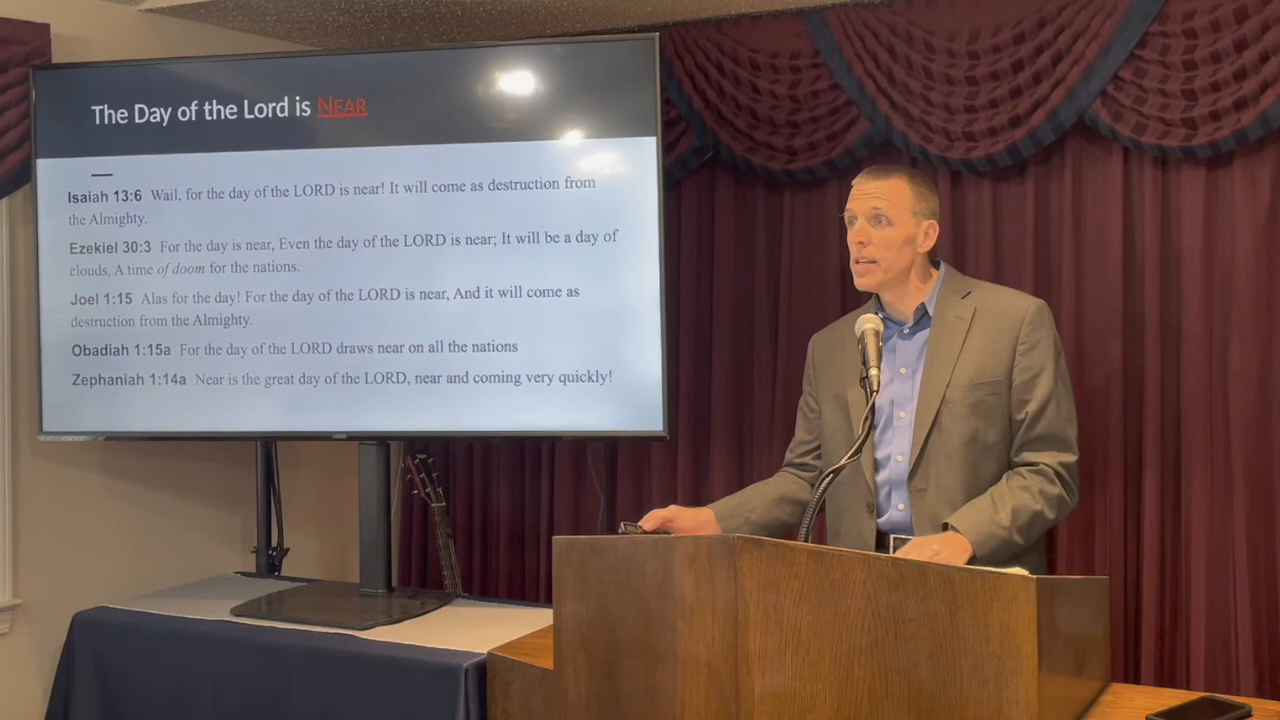 The Day of the Lord is NEAR
Isaiah 13:6 Wail, for the day of the LORD is near! It will come as destruction from
the Almighty.
Ezekiel 30:3 For the day is near, Even the day of the LORD is near; It will be a day of
clouds, A time of doom for the nations.
Joel 1:15 Alas for the day! For the day of the LORD is near, And it will come as
destruction from the Almighty.
Obadiah 1:15a For the day of the LORD draws near on all the nations
Zephaniah 1:14a Near is the great day of the LORD, near and coming very quickly!